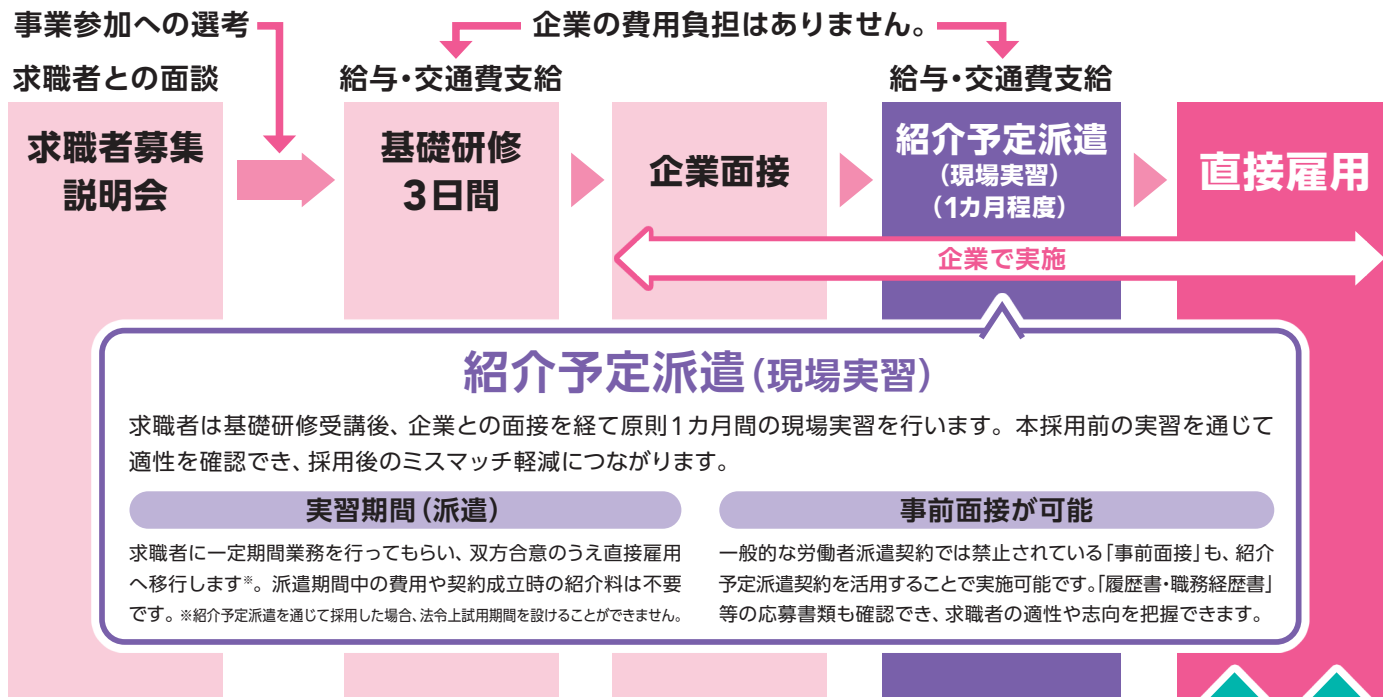 事業参加への選考
企業の費用負担はありません。
求職者との面談
給与・交通費支給
給与・交通費支給
求職者募集
説明会
基礎研修
3日間
企業面接
紹介予定派遣
(現場実習)
(1カ月程度)
直接雇用
企業で実施
紹介予定派遣(現場実習)
求職者は基礎研修受講後、企業との面接を経て原則1カ月間の現場実習を行います。本採用前の実習を通じて
適性を確認でき、採用後のミスマッチ軽減につながります。
実習期間(派遣)
求職者に一定期間業務を行ってもらい、双方合意のうえ直接雇用
へ移行します※。派遣期間中の費用や契約成立時の紹介料は不要
です。※紹介予定派遣を通じて採用した場合、法令上試用期間を設けることができません。
事前面接が可能
一般的な労働者派遣契約では禁止されている「事前面接」も、紹介
予定派遣契約を活用することで実施可能です。「履歴書・職務経歴書」
等の応募書類も確認でき、求職者の適性や志向を把握できます。